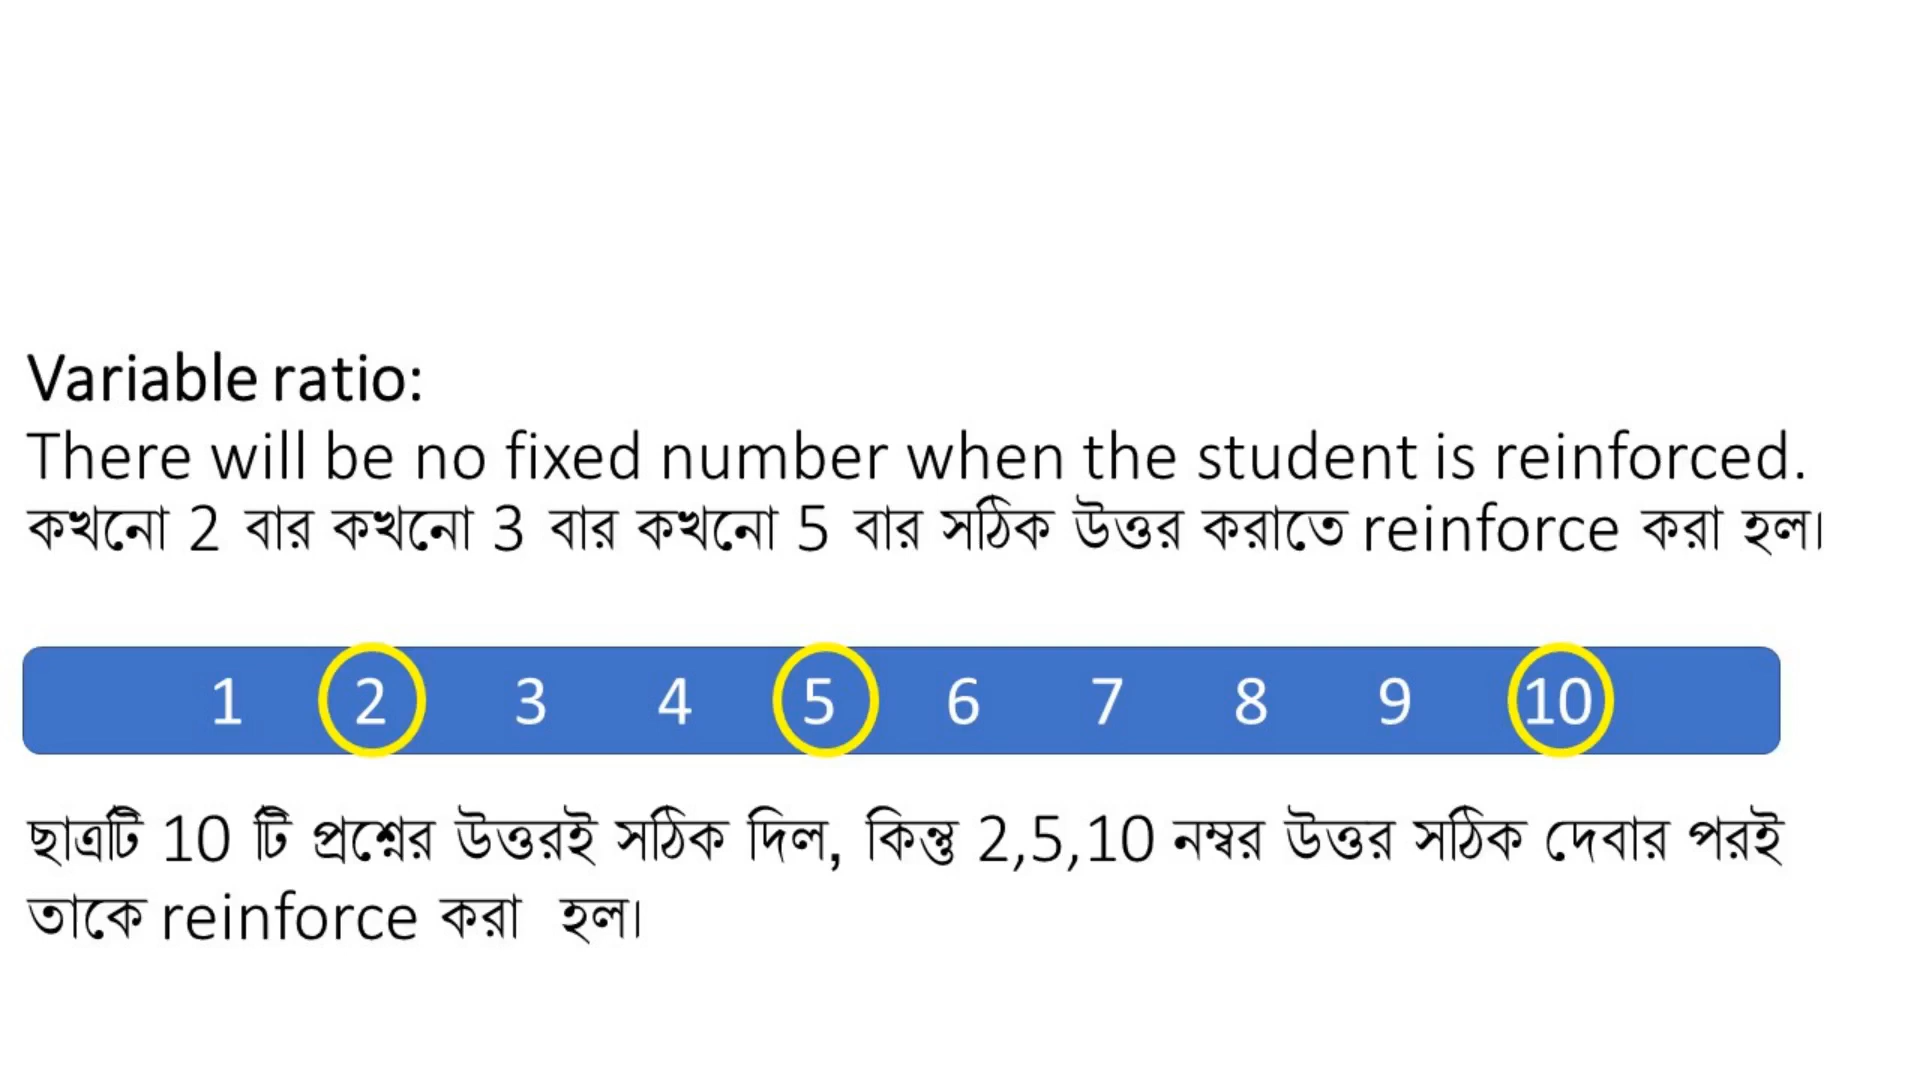 Variable ratio:
There will be no fixed number when the student is reinforced.
কখনো 2 বার কখনো 3 বার কখনো 5 বার সঠিক উত্তর করাতে reinforce করা হল।
1 2 3 4 5 6 7 8 9 10
ছাত্রটি 10 টি প্রশ্নের উত্তরই সঠিক দিল, কিন্তু 2,5,10 নম্বর উত্তর সঠিক দেবার পরই
তাকে reinforce করা হল।